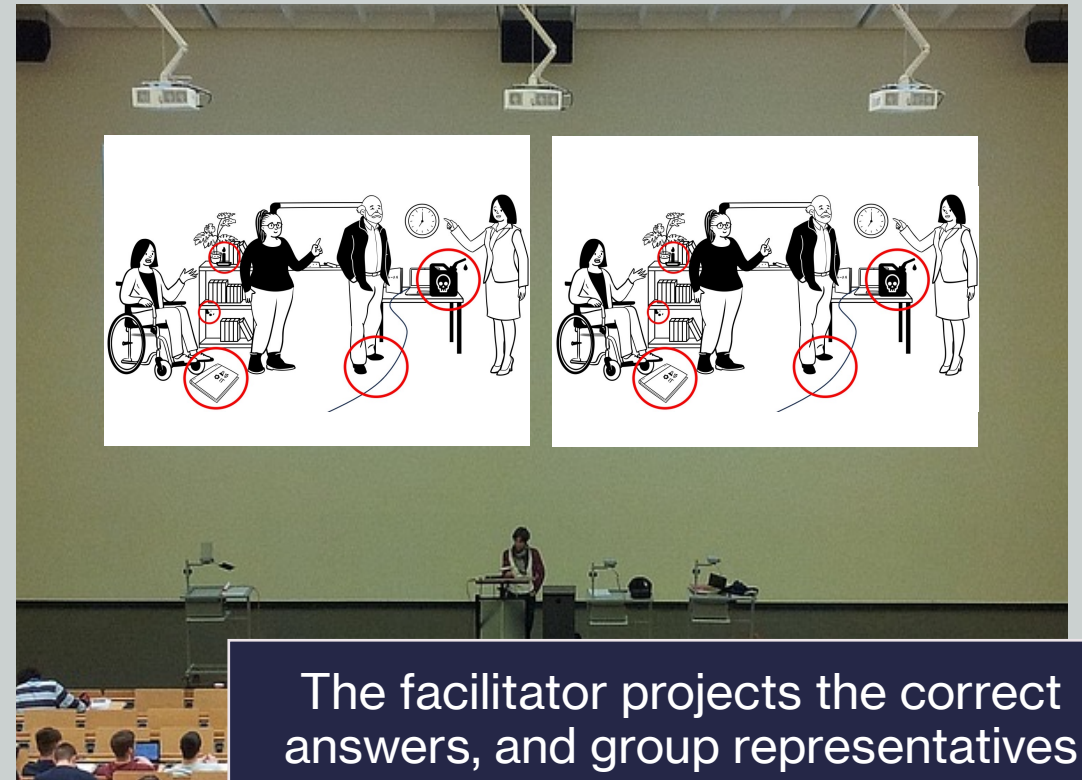 The facilitator projects the correct
answers, and group representatives